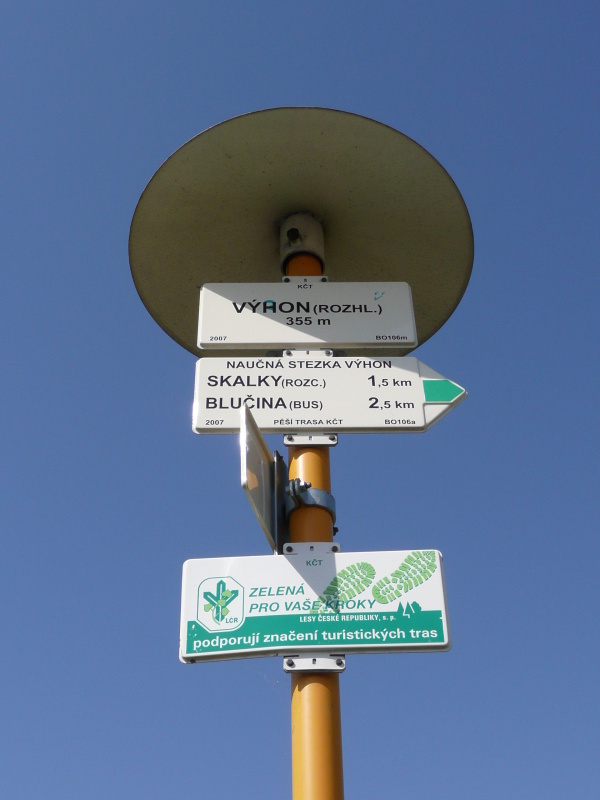 KČT
VÝHON (ROZHL.)
355 m
2007 BO106m
NAUČNÁ STEZKA VÝHON
SKALKY (ROZC.) 1,5 km
BLUČINA (BUS) 2,5 km
2007 PĚŠÍ TRASA KČT BO106a
KČT
ZELENÁ
PRO VAŠE KROKY
LČR
LESY ČESKÉ REPUBLIKY, s. p.
podporují značení turistických tras